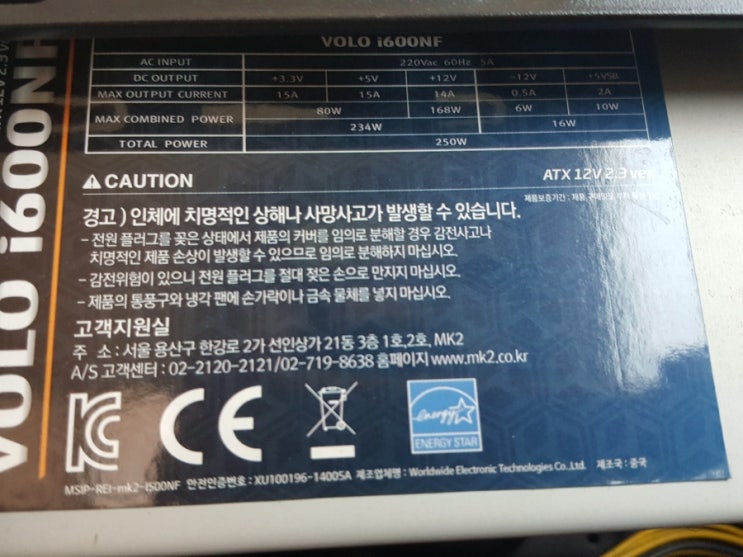 VOLO i600NF
VOLO i600NF
AC INPUT 220Vac 60Hz 5A
DC OUTPUT +3.3V +5V +12V -12V +5VSB
MAX OUTPUT CURRENT 15A 15A 14A 0.5A 2A
MAX COMBINED POWER 80W 168W 6W 10W
234W 16W
TOTAL POWER 250W
CAUTION ATX 12V 2.3 ver
제품보증기간 : 제품
경고 ) 인체에 치명적인 상해나 사망사고가 발생할 수 있습니다.
- 전원 플러그를 꽂은 상태에서 제품의 커버를 임의로 분해할 경우 감전사고나
치명적인 제품 손상이 발생할 수 있으므로 임의로 분해하지 마십시오.
- 감전위험이 있으니 전원 플러그를 절대 젖은 손으로 만지지 마십시오.
- 제품의 통풍구와 냉각 팬에 손가락이나 금속 물체를 넣지 마십시오.
고객지원실
주 소 : 서울 용산구 한강로 2가 선인상가 21동 3층 1호,2호, MK2
A/S 고객센터 : 02-2120-2121/02-719-8638 홈페이지 www.mk2.co.kr
CE
energy
ENERGY STAR
MSIP-REI-mk2-I500NF 안전인증번호 : XU100196-14005A 제조업체명 : Worldwide Electronic Technologies Co.,Ltd. 제조국 : 중국